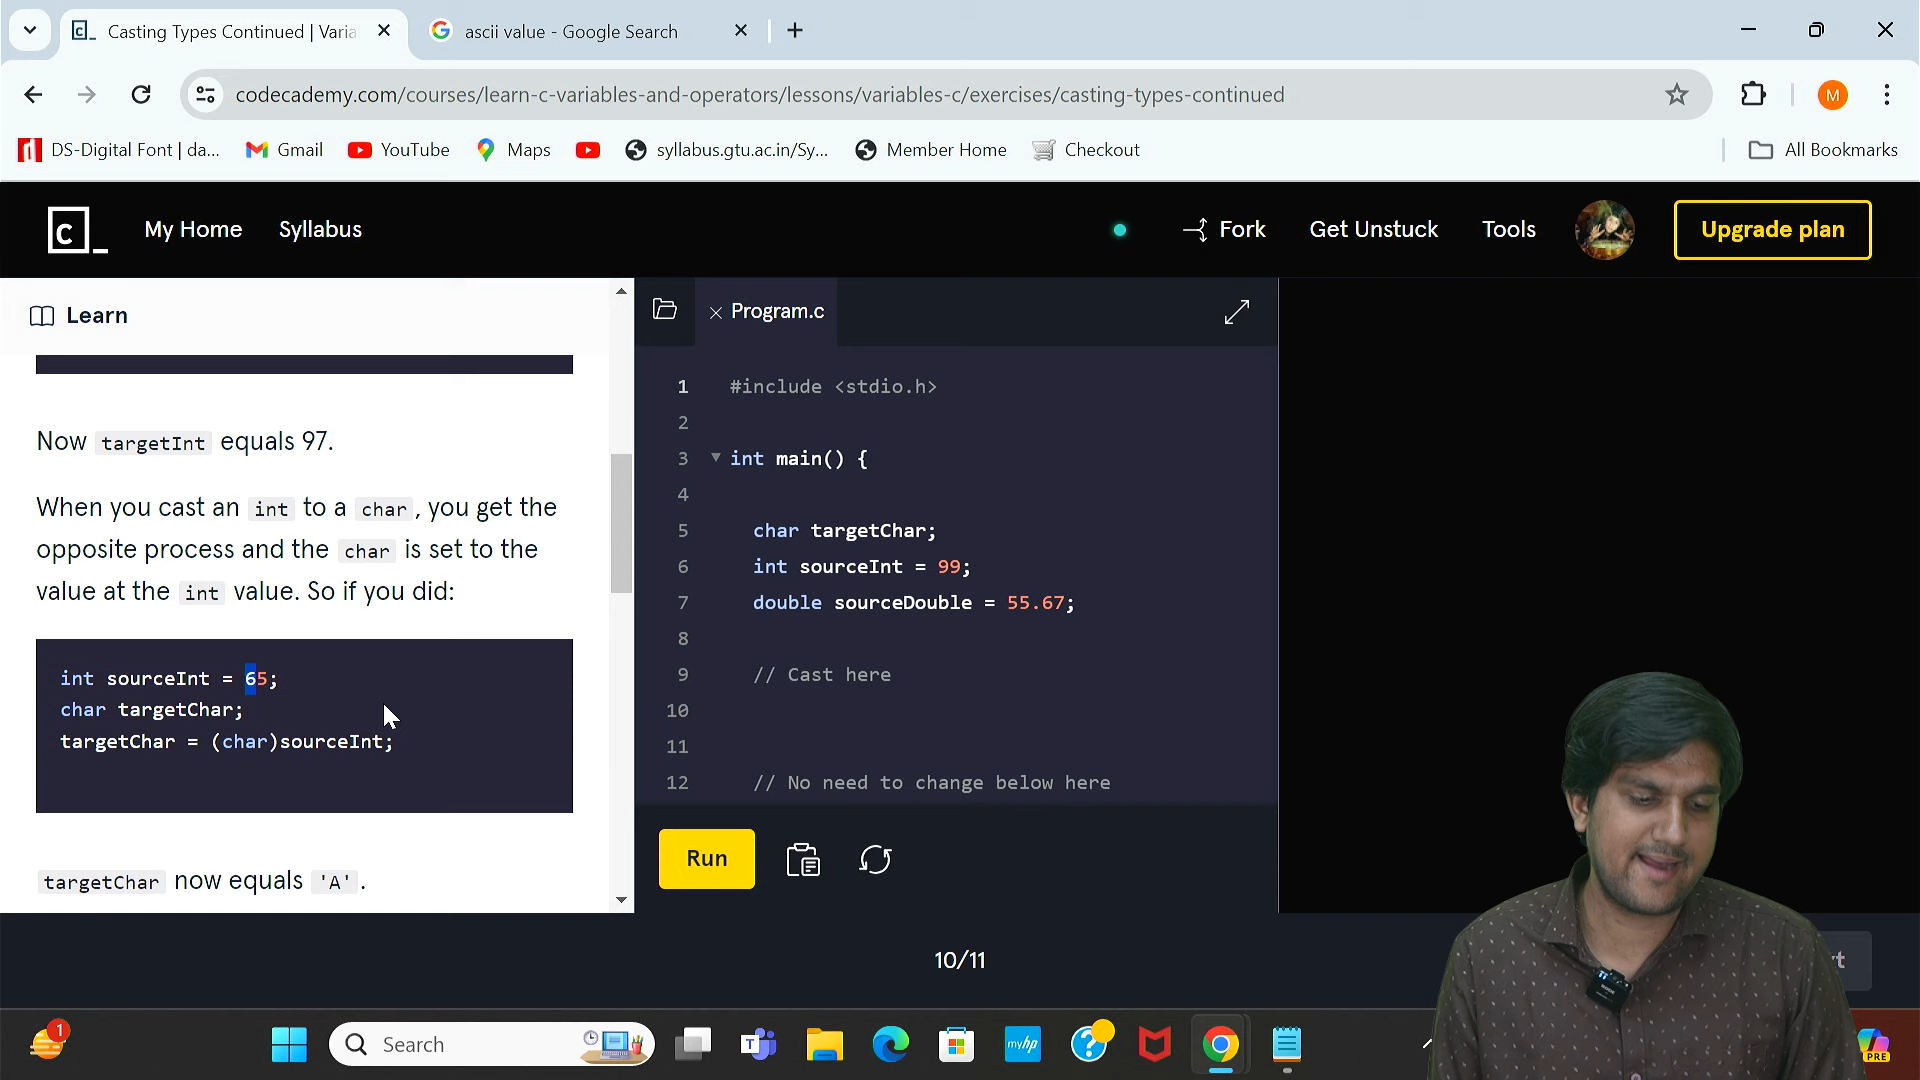 Casting Types Continued | Varia
ascii value - Google Search
codecademy.com/courses/learn-c-variables-and-operators/lessons/variables-c/exercises/casting-types-continued
M
DS-Digital Font | da...
Gmail
YouTube
Maps
syllabus.gtu.ac.in/Sy...
Member Home
Checkout
All Bookmarks
c
My Home
Syllabus
Fork
Get Unstuck
Tools
Upgrade plan
Learn
Now targetInt equals 97.
When you cast an int to a char, you get the
opposite process and the char is set to the
value at the int value. So if you did:
int sourceInt = 65;
char targetChar;
targetChar = (char)sourceInt;
targetChar now equals 'A'.
Program.c
1 #include <stdio.h>
2
3 int main() {
4
5 char targetChar;
6 int sourceInt = 99;
7 double sourceDouble = 55.67;
8
9 // Cast here
10
11
12 // No need to change below here
Run
10/11
1
Search
T
myhp
?
PRE